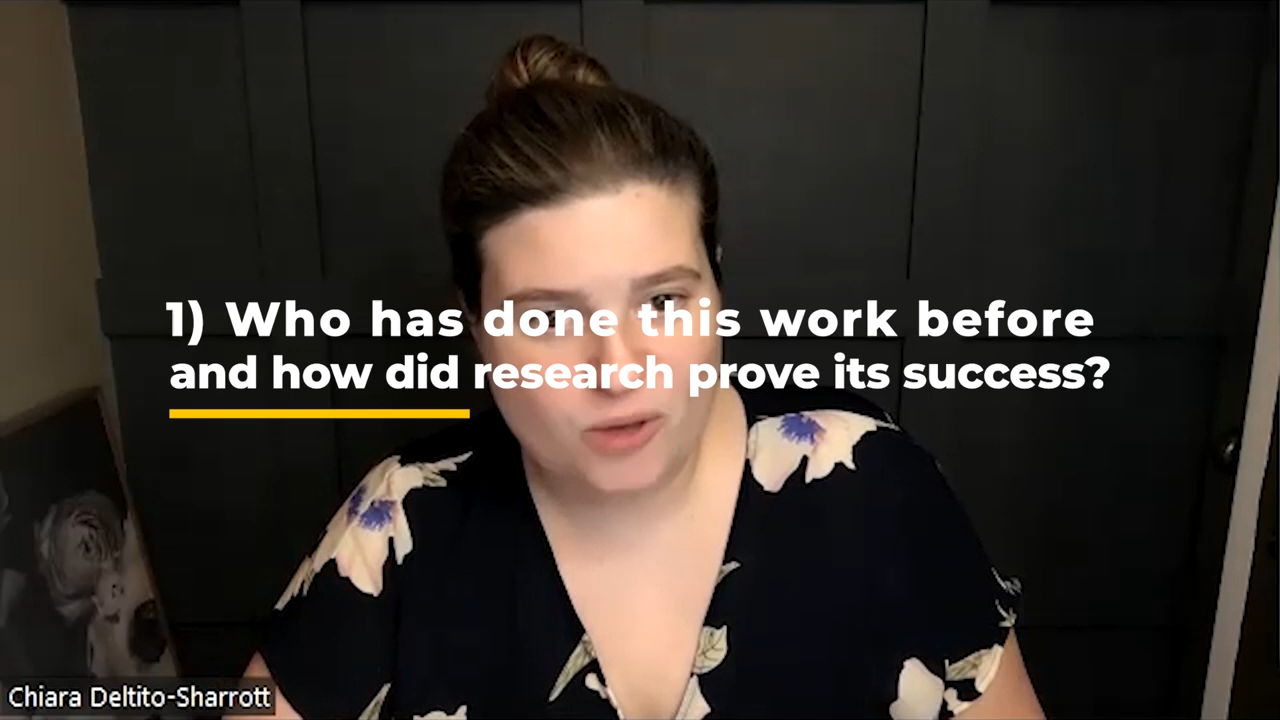 1) Who has done this work before
and how did research prove its success?
Chiara Deltito-Sharrott